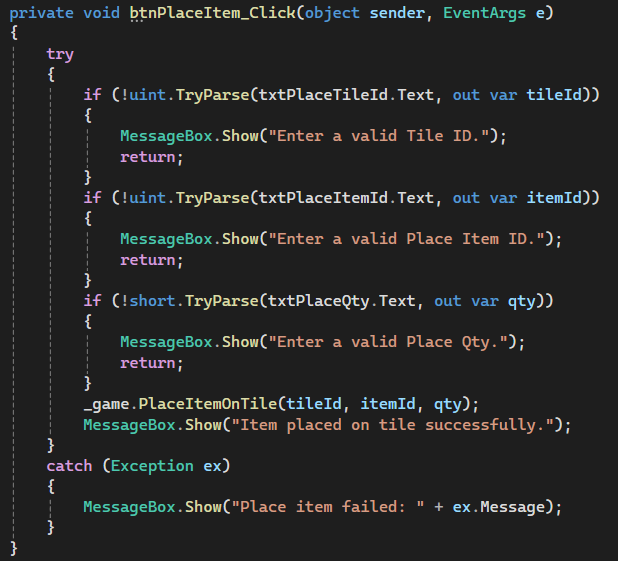 private void btnPlaceItem_Click(object sender, EventArgs e)
{
    try
    {
        if (!uint.TryParse(txtPlaceTileId.Text, out var tileId))
        {
            MessageBox.Show("Enter a valid Tile ID.");
            return;
        }
        if (!uint.TryParse(txtPlaceItemId.Text, out var itemId))
        {
            MessageBox.Show("Enter a valid Place Item ID.");
            return;
        }
        if (!short.TryParse(txtPlaceQty.Text, out var qty))
        {
            MessageBox.Show("Enter a valid Place Qty.");
            return;
        }
        _game.PlaceItemOnTile(tileId, itemId, qty);
        MessageBox.Show("Item placed on tile successfully.");
    }
    catch (Exception ex)
    {
        MessageBox.Show("Place item failed: " + ex.Message);
    }
}